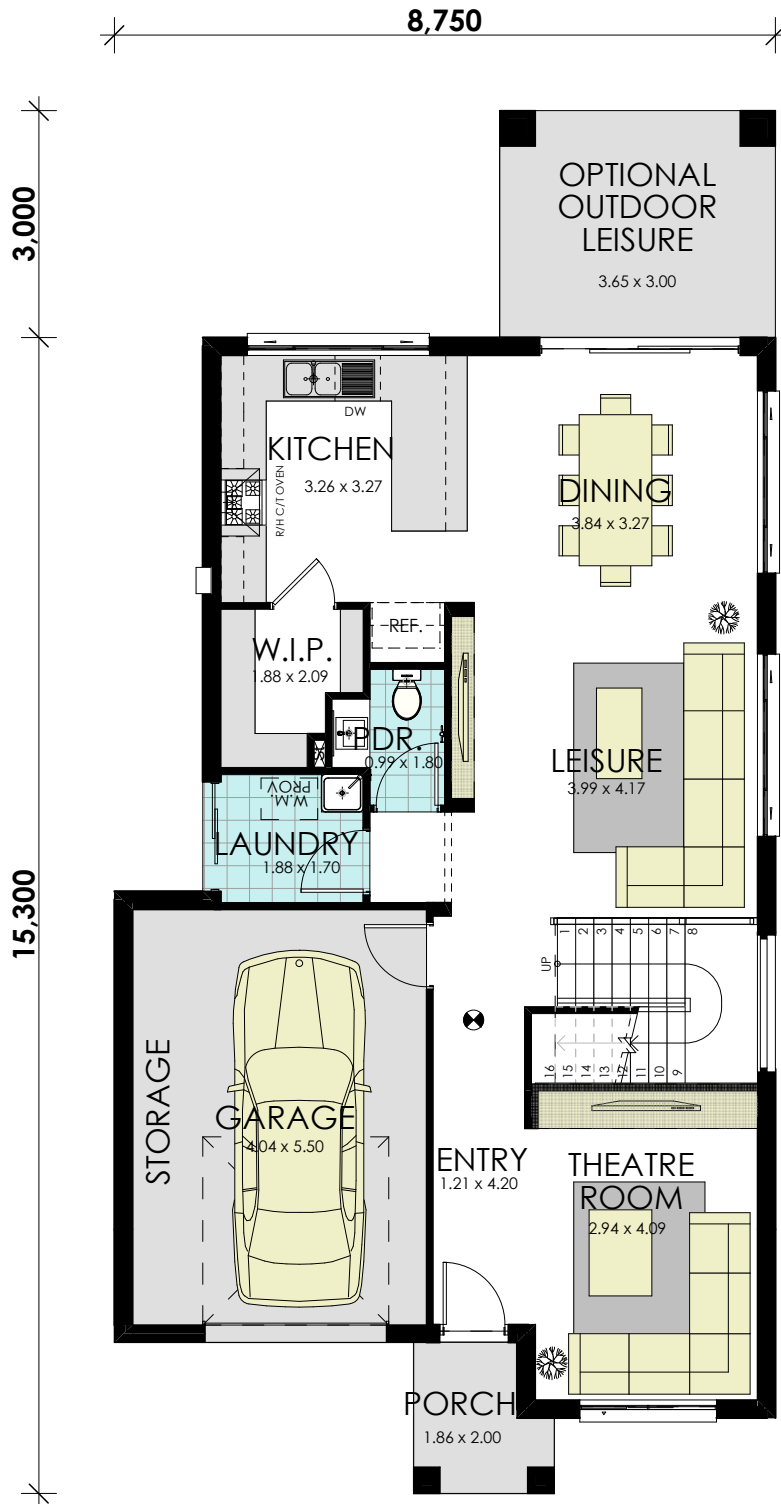 8,750
3,000
OPTIONAL
OUTDOOR
LEISURE
3.65 x 3.00
DW
KITCHEN
3.26 x 3.27
R/H C/T OVEN
DINING
3.84 x 3.27
REF.
W.I.P.
1.88 x 2.09
PDR.
0.99 x 1.80
LEISURE
3.99 x 4.17
W.M.
PROV
LAUNDRY
1.88 x 1.70
15,300
UP
1
2
3
4
5
6
7
8
16
15
14
13
12
11
10
9
STORAGE
GARAGE
4.04 x 5.50
ENTRY
1.21 x 4.20
THEATRE
ROOM
2.94 x 4.09
PORCH
1.86 x 2.00